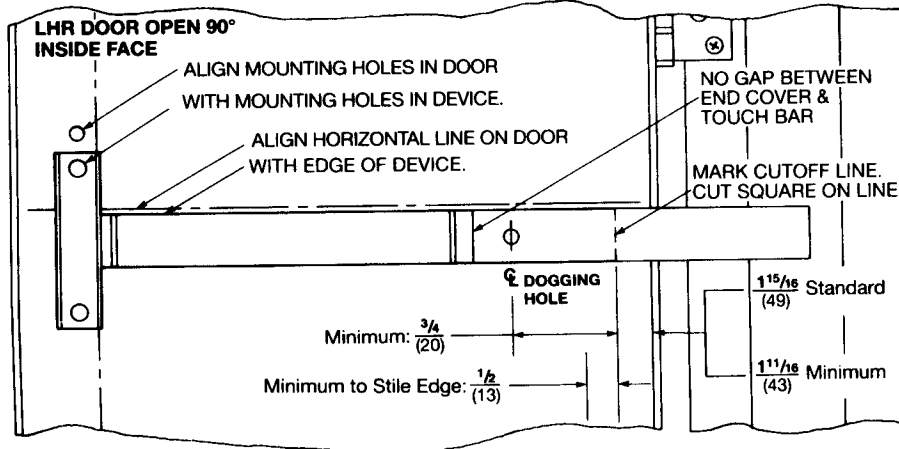 LHR DOOR OPEN 90°
INSIDE FACE
ALIGN MOUNTING HOLES IN DOOR
WITH MOUNTING HOLES IN DEVICE.
ALIGN HORIZONTAL LINE ON DOOR
WITH EDGE OF DEVICE.
NO GAP BETWEEN
END COVER &
TOUCH BAR
MARK CUTOFF LINE.
CUT SQUARE ON LINE
℄ DOGGING
HOLE
1 15/16 (49) Standard
Minimum: 3/4 (20)
1 11/16 (43) Minimum
Minimum to Stile Edge: 1/2 (13)